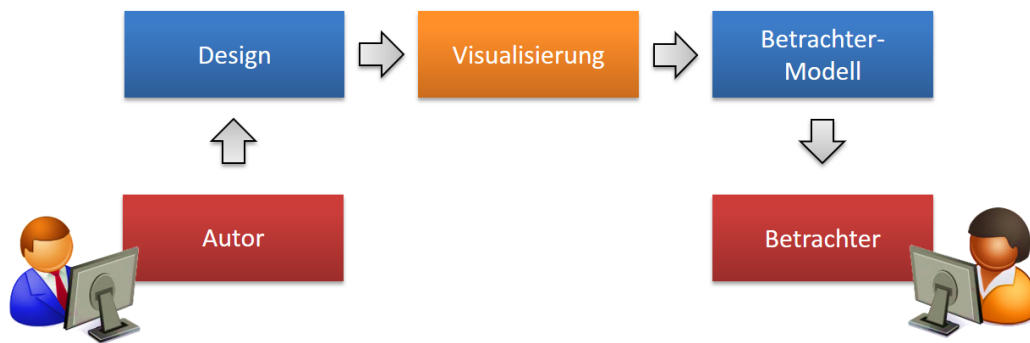 Design
Visualisierung
Betrachter-
Modell
Autor
Betrachter